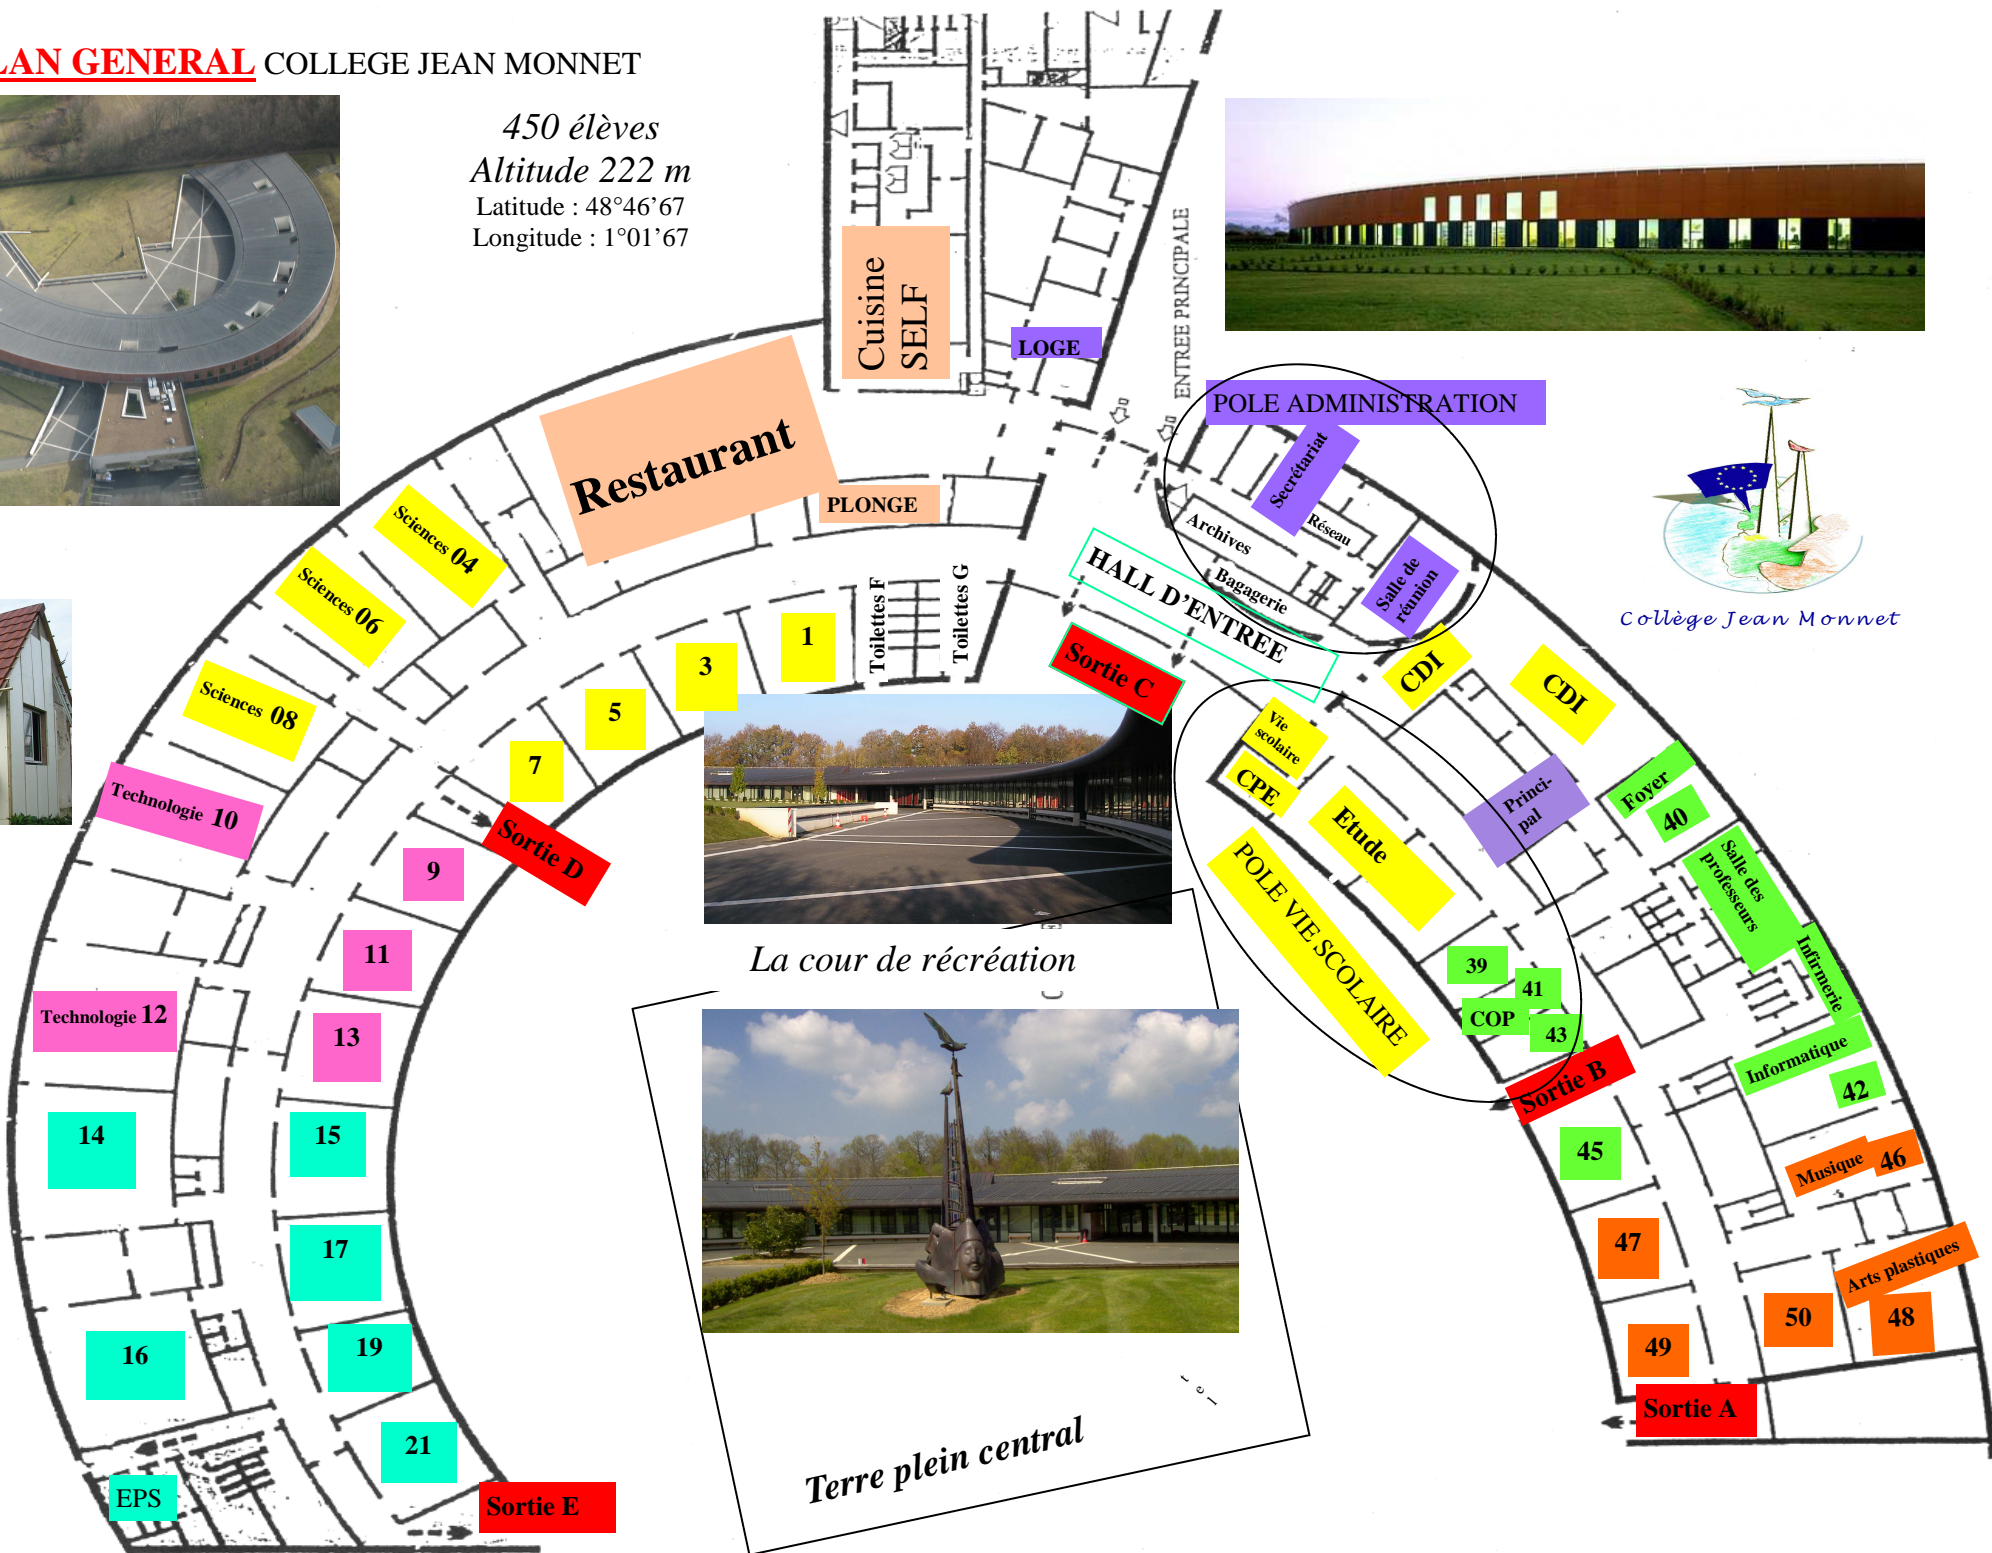 LAN GENERAL COLLEGE JEAN MONNET
450 élèves
Altitude 222 m
Latitude : 48°46’67
Longitude : 1°01’67
Cuisine
SELF
LOGE
ENTREE PRINCIPALE
POLE ADMINISTRATION
Secrétariat
Réseau
Archives
Bagagerie
Salle de
réunion
Collège Jean Monnet
Restaurant
PLONGE
HALL D’ENTREE
Sortie C
Toilettes F
Toilettes G
Sciences 04
Sciences 06
Sciences 08
1
3
5
7
Sortie D
Technologie 10
9
11
13
Technologie 12
14
15
17
16
19
21
EPS
Sortie E
CDI
CDI
Vie
scolaire
CPE
Etude
POLE VIE SCOLAIRE
Princi-
pal
Foyer
40
Salle des
professeurs
Infirmerie
39
41
COP
43
Sortie B
Informatique
42
45
Musique 46
47
Arts plastiques
48
50
49
Sortie A
La cour de récréation
Terre plein central